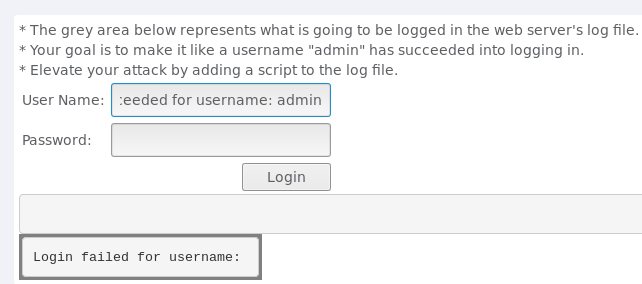 * The grey area below represents what is going to be logged in the web server's log file.
* Your goal is to make it like a username "admin" has succeeded into logging in.
* Elevate your attack by adding a script to the log file.
User Name: :eeded for username: admin
Password:
Login
Login failed for username: